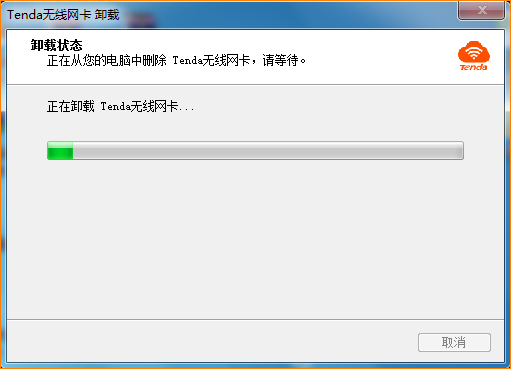 Tenda无线网卡 卸载
卸载状态
正在从您的电脑中删除 Tenda无线网卡，请等待。
Tenda
正在卸载 Tenda无线网卡...
取消